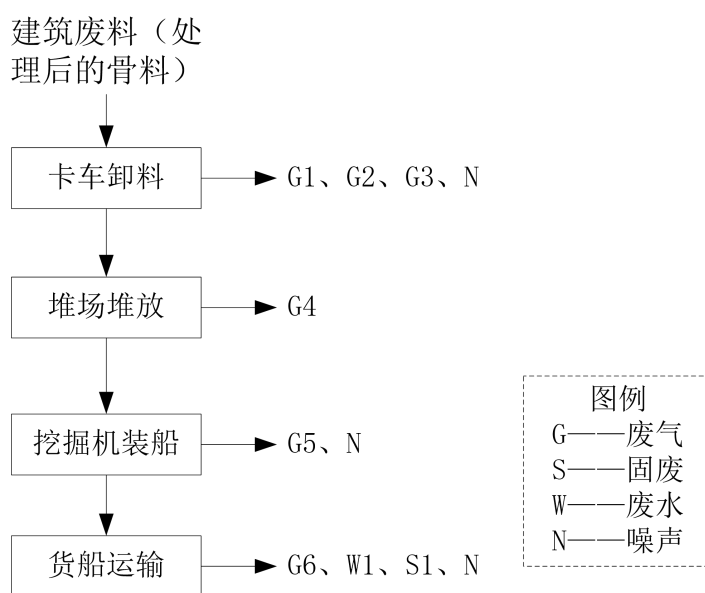 建筑废料（处
理后的骨料）
卡车卸料
G1、G2、G3、N
堆场堆放
G4
挖掘机装船
G5、N
货船运输
G6、W1、S1、N
图例
G——废气
S——固废
W——废水
N——噪声